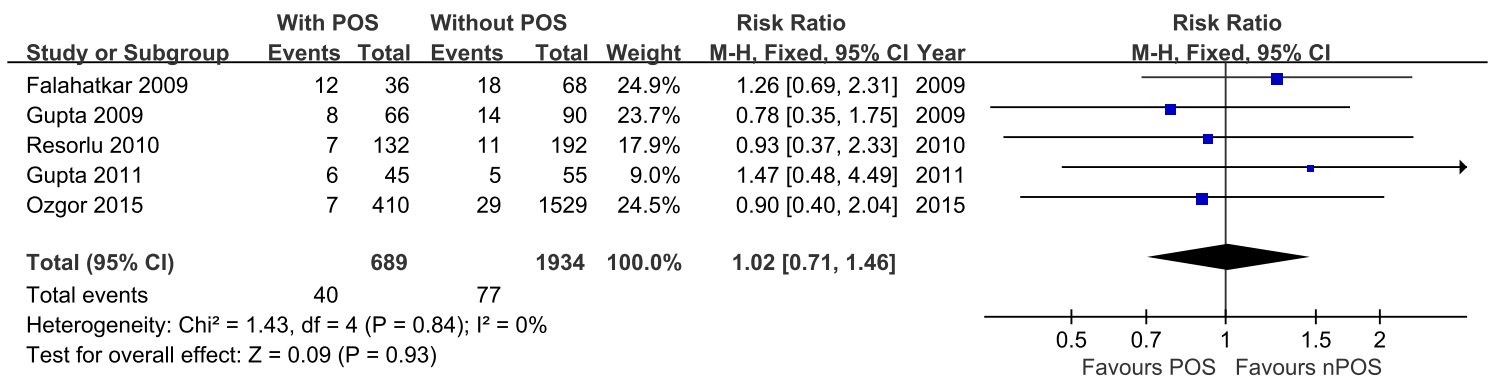 With POS Without POS Risk Ratio Risk Ratio
Study or Subgroup Events Total Events Total Weight M-H, Fixed, 95% CI Year M-H, Fixed, 95% CI
Falahatkar 2009 12 36 18 68 24.9% 1.26 [0.69, 2.31] 2009
Gupta 2009 8 66 14 90 23.7% 0.78 [0.35, 1.75] 2009
Resorlu 2010 7 132 11 192 17.9% 0.93 [0.37, 2.33] 2010
Gupta 2011 6 45 5 55 9.0% 1.47 [0.48, 4.49] 2011
Ozgor 2015 7 410 29 1529 24.5% 0.90 [0.40, 2.04] 2015
Total (95% CI) 689 1934 100.0% 1.02 [0.71, 1.46]
Total events 40 77
Heterogeneity: Chi² = 1.43, df = 4 (P = 0.84); I² = 0%
Test for overall effect: Z = 0.09 (P = 0.93)
0.5 0.7 1 1.5 2
Favours POS Favours nPOS